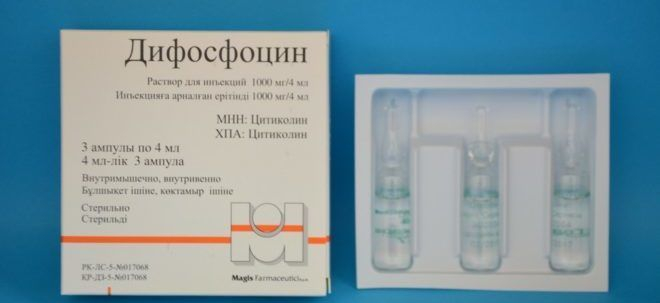 Дифосфоцин
Раствор для инъекций 1000 мг/4 мл
Инъекцияға арналған ерітінді 1000 мг/4 мл
МНН: Цитиколин
ХПА: Цитиколин
3 ампулы по 4 мл
4 мл-лік 3 ампула
Внутримышечно, внутривенно
Бұлшықет ішіне, көктамыр ішіне
Стерильно
Стерильді
РК-ЛС-5-№017068
ҚР-ДЗ-5-№017068
Magis Farmaceutici